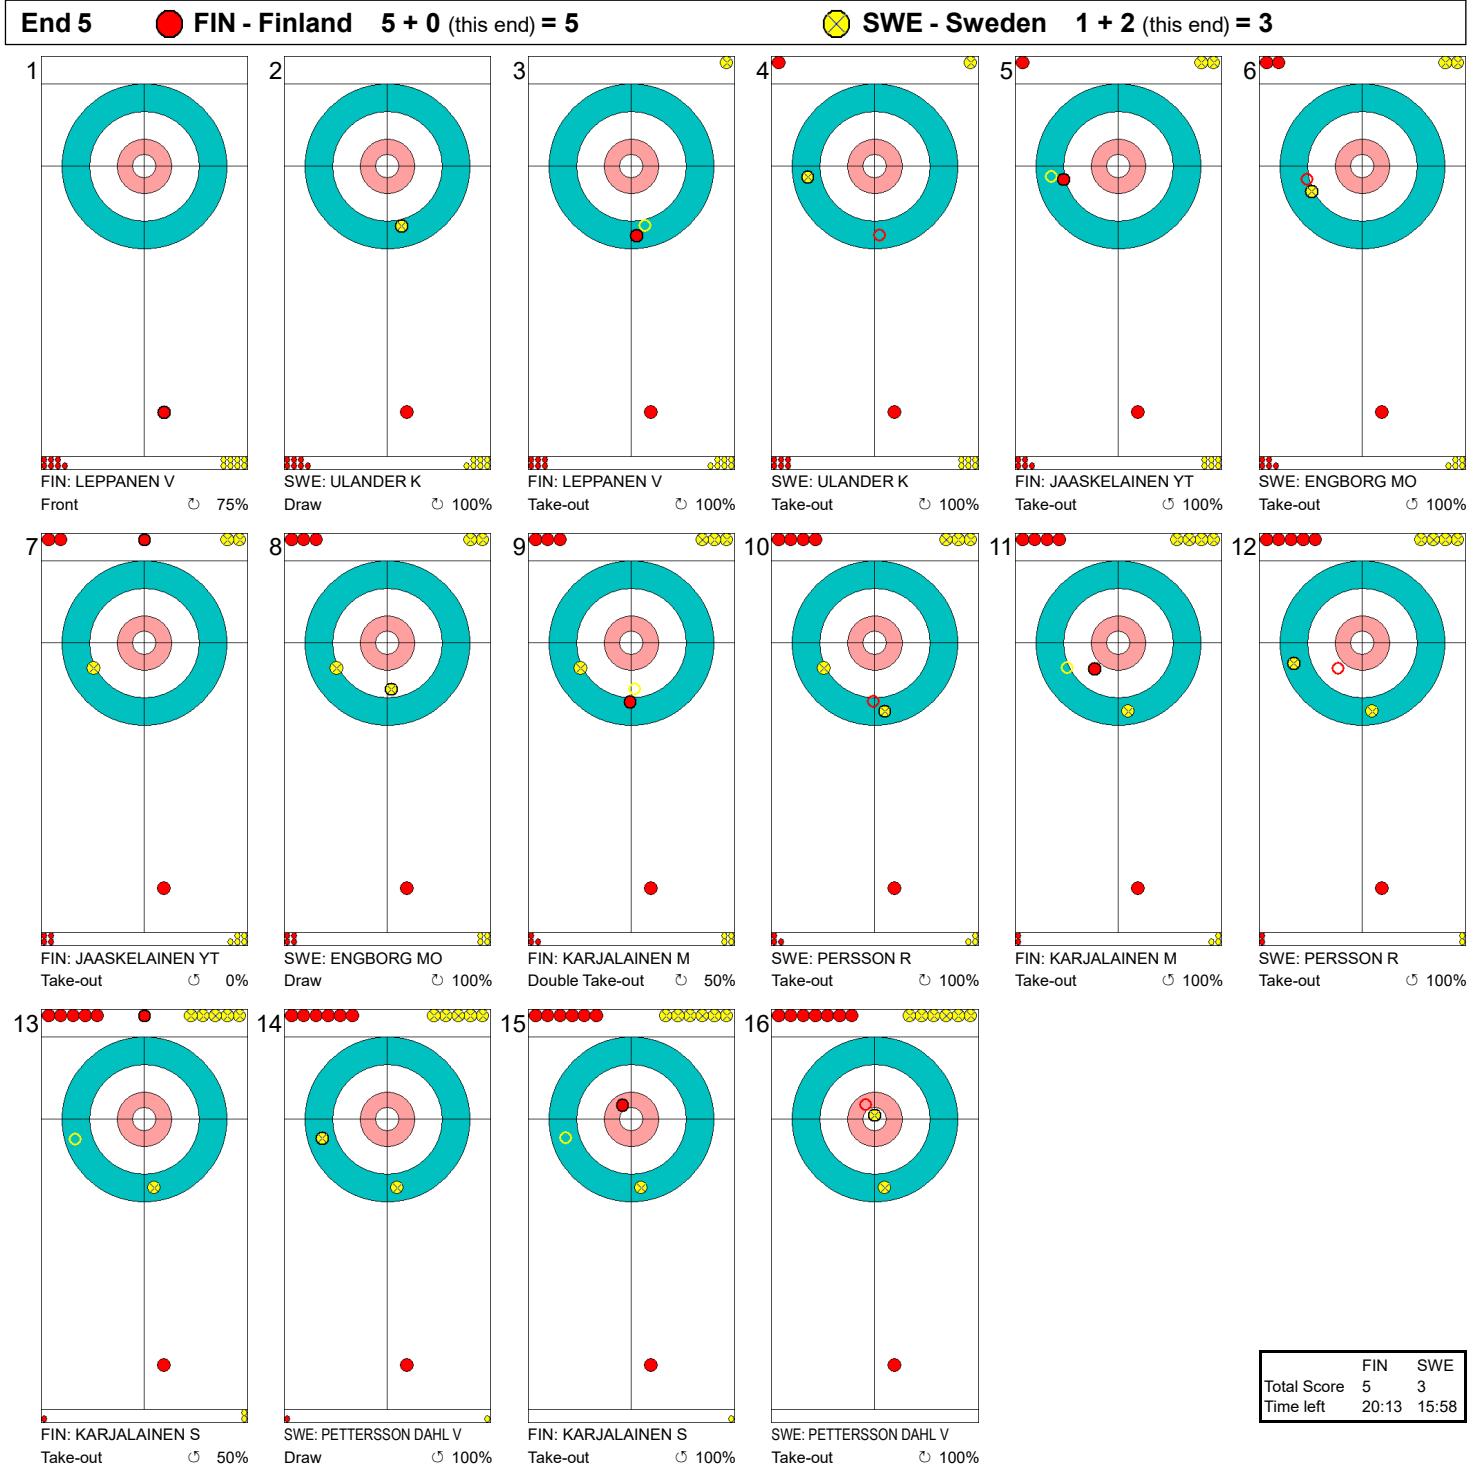 End 5 FIN - Finland 5 + 0 (this end) = 5 SWE - Sweden 1 + 2 (this end) = 3
1 2 3 4 5 6
FIN: LEPPANEN V SWE: ULANDER K FIN: LEPPANEN V SWE: ULANDER K FIN: JAASKELAINEN YT SWE: ENGBORG MO
Front ↻ 75% Draw ↻ 100% Take-out ↻ 100% Take-out ↻ 100% Take-out ↺ 100% Take-out ↺ 100%
7 8 9 10 11 12
FIN: JAASKELAINEN YT SWE: ENGBORG MO FIN: KARJALAINEN M SWE: PERSSON R FIN: KARJALAINEN M SWE: PERSSON R
Take-out ↺ 0% Draw ↺ 100% Double Take-out ↻ 50% Take-out ↻ 100% Take-out ↺ 100% Take-out ↺ 100%
13 14 15 16
FIN: KARJALAINEN S SWE: PETTERSSON DAHL V FIN: KARJALAINEN S SWE: PETTERSSON DAHL V
Take-out ↺ 50% Draw ↺ 100% Take-out ↺ 100% Take-out ↻ 100%
FIN SWE
Total Score 5 3
Time left 20:13 15:58